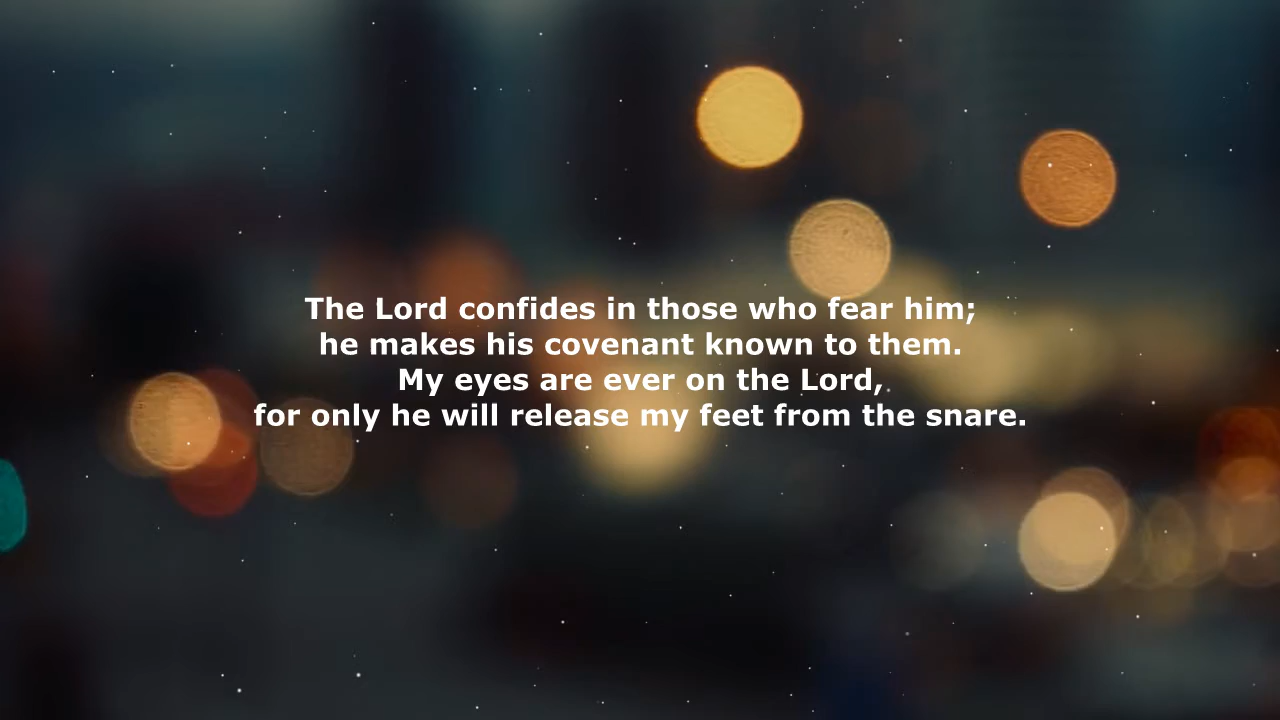 The Lord confides in those who fear him;
he makes his covenant known to them.
My eyes are ever on the Lord,
for only he will release my feet from the snare.